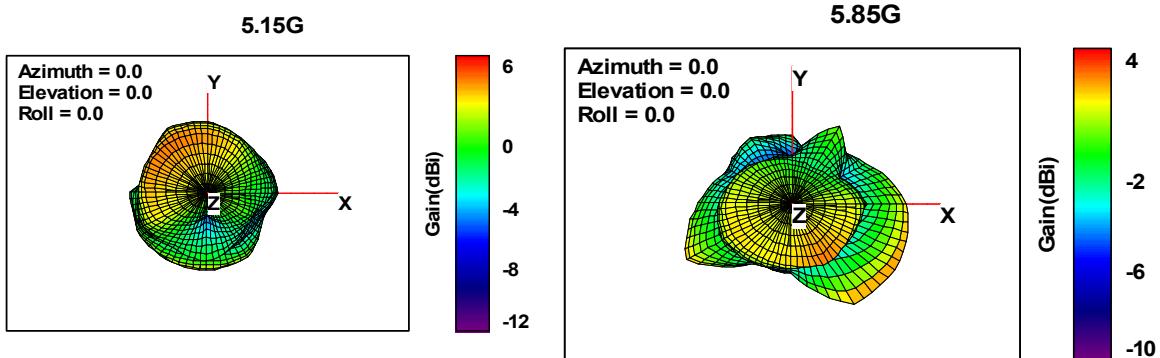 5.15G
Azimuth = 0.0
Elevation = 0.0
Roll = 0.0
Y
X
Z
Gain(dBi)
6
0
-4
-8
-12
5.85G
Azimuth = 0.0
Elevation = 0.0
Roll = 0.0
Y
X
Z
Gain(dBi)
4
-2
-6
-10